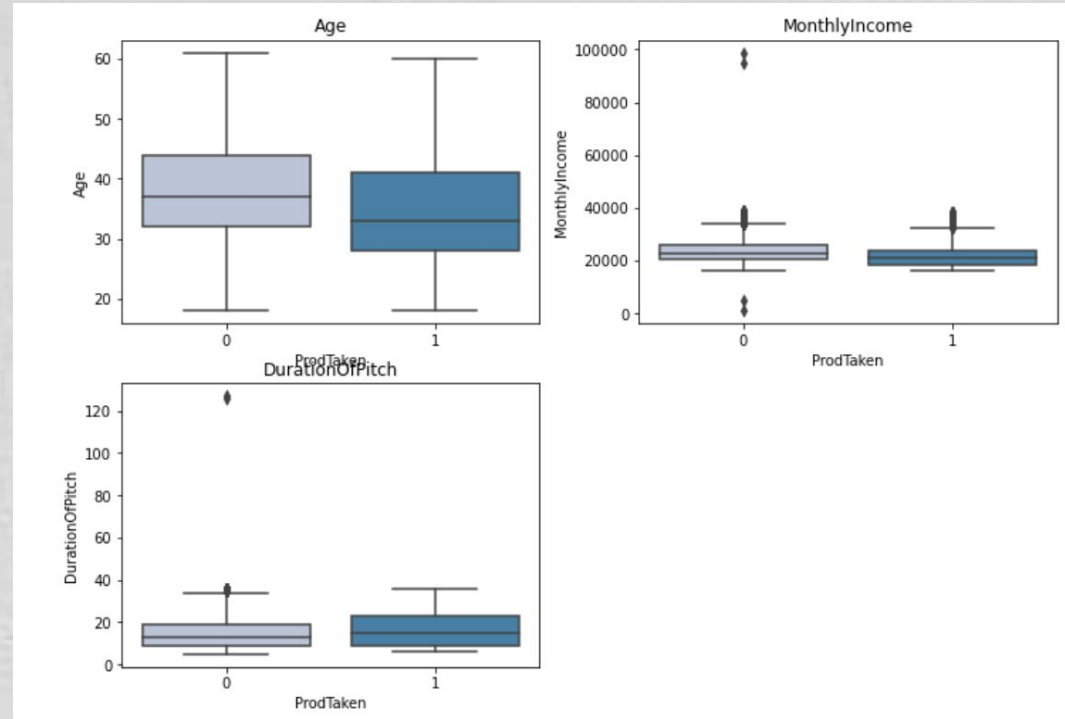 Age
Age
60
50
40
30
20
0 1
ProdTaken
MonthlyIncome
MonthlyIncome
100000
80000
60000
40000
20000
0
0 1
ProdTaken
DurationOfPitch
DurationOfPitch
120
100
80
60
40
20
0
0 1
ProdTaken